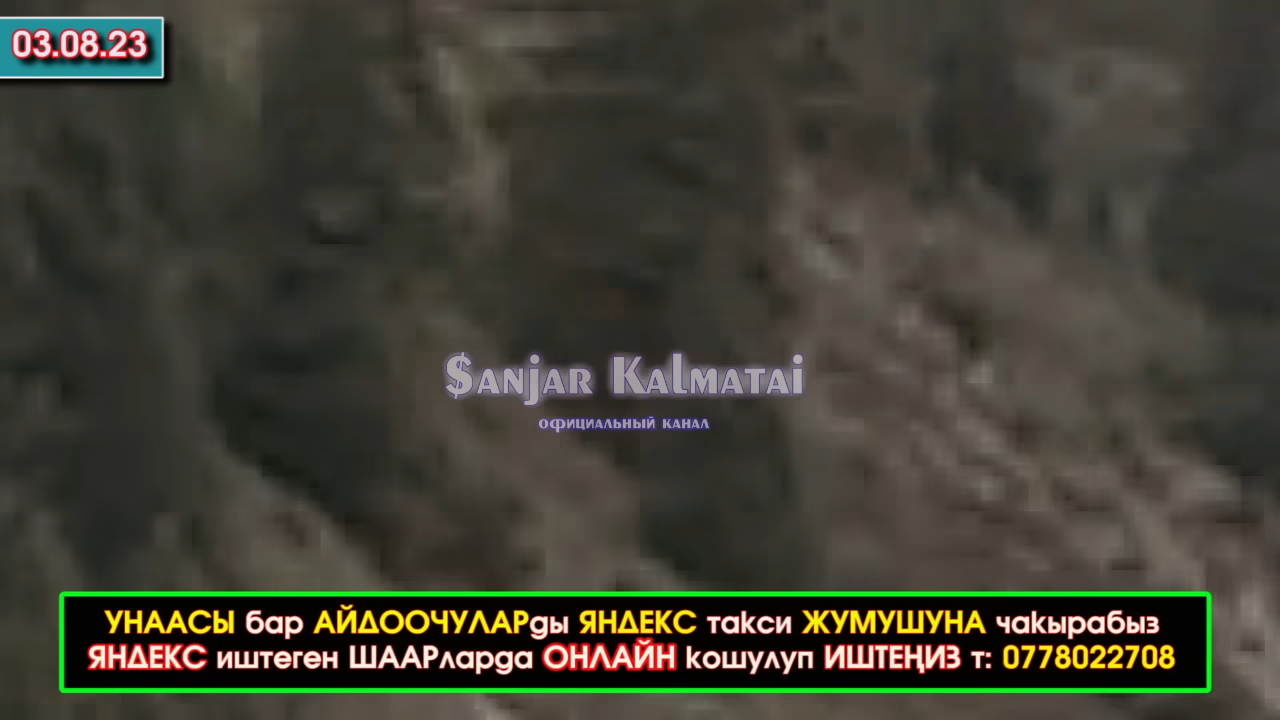 03.08.23
$anjar Kalmatai
официальный канал
УНААСЫ бар АЙДООЧУЛАРды ЯНДЕКС такси ЖУМУШУНА чакырабыз
ЯНДЕКС иштеген ШААРларда ОНЛАЙН кошулуп ИШТЕҢИЗ т: 0778022708